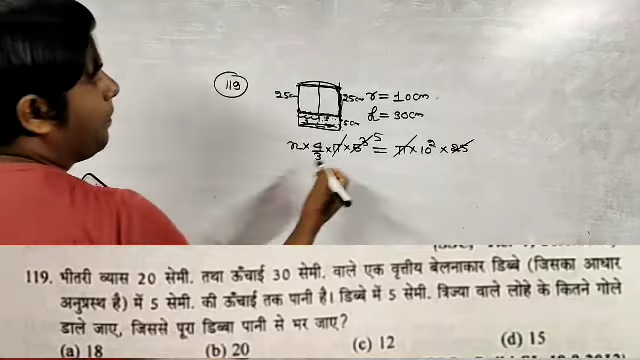 119
25cm 25cm r = 10cm
5cm h = 30cm
n × 4/3 × π × 5³ 5 = π × 10² × 25
119. भीतरी व्यास 20 सेमी. तथा ऊँचाई 30 सेमी. वाले एक वृत्तीय बेलनाकार डिब्बे (जिसका आधार
अनुप्रस्थ है) में 5 सेमी. की ऊँचाई तक पानी है। डिब्बे में 5 सेमी. त्रिज्या वाले लोहे के कितने गोले
डाले जाए, जिससे पूरा डिब्बा पानी से भर जाए?
(a) 18 (b) 20 (c) 12 (d) 15